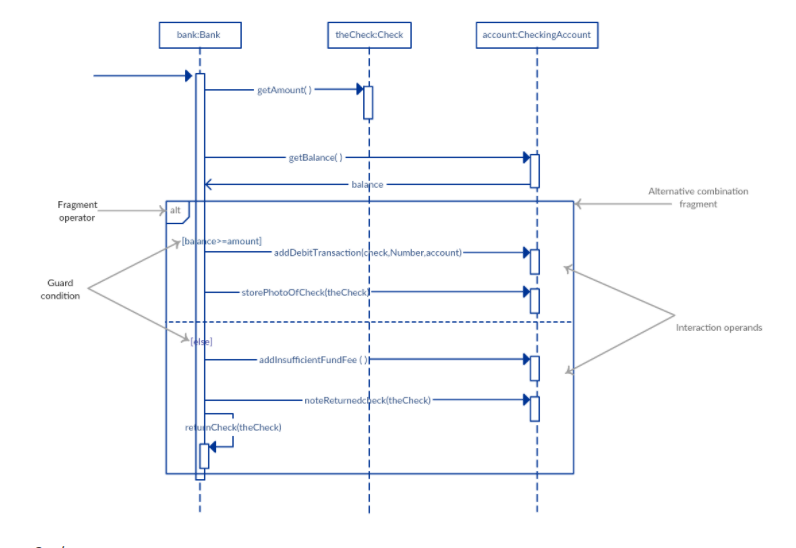 bank:Bank
theCheck:Check
account:CheckingAccount
getAmount( )
getBalance( )
balance
Alternative combination
fragment
Fragment
operator
alt
[balance>=amount]
addDebitTransaction(check,Number,account)
Guard
condition
storePhotoOfCheck(theCheck)
Interaction operands
[else]
addInsufficientFundFee ( )
noteReturnedcheck(theCheck)
returnCheck(theCheck)